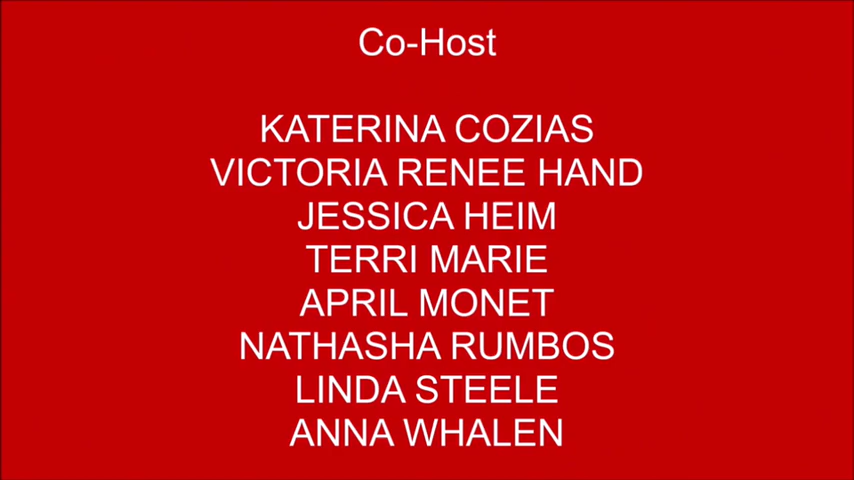 Co-Host
KATERINA COZIAS
VICTORIA RENEE HAND
JESSICA HEIM
TERRI MARIE
APRIL MONET
NATHASHA RUMBOS
LINDA STEELE
ANNA WHALEN